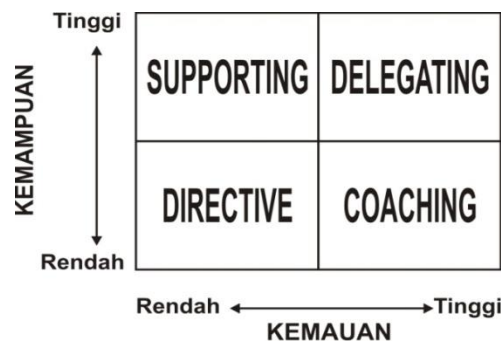 Tinggi
SUPPORTING DELEGATING
KEMAMPUAN
DIRECTIVE COACHING
Rendah
Rendah Tinggi
KEMAUAN